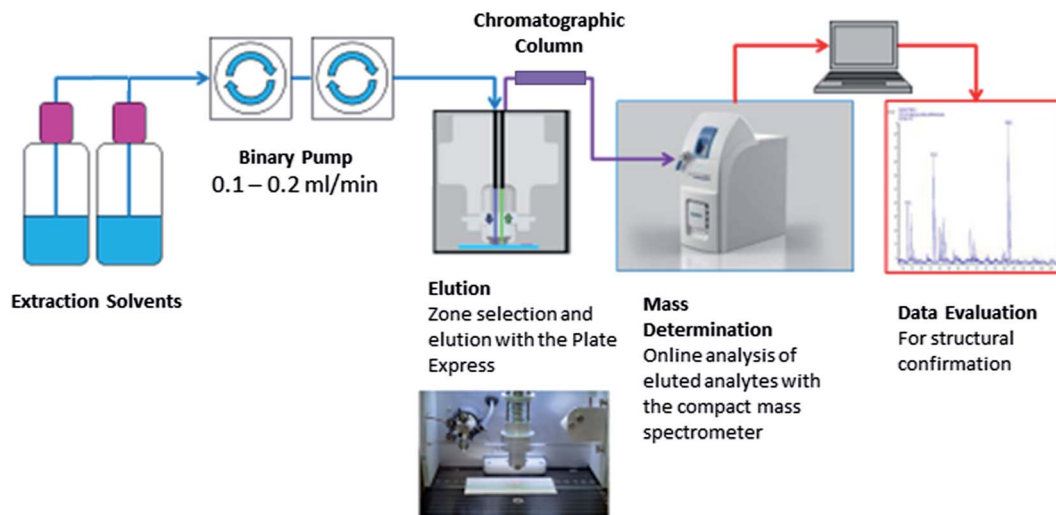 Chromatographic
Column
Binary Pump
0.1 – 0.2 ml/min
Extraction Solvents
Elution
Zone selection and
elution with the Plate
Express
Mass
Determination
Online analysis of
eluted analytes with
the compact mass
spectrometer
Data Evaluation
For structural
confirmation